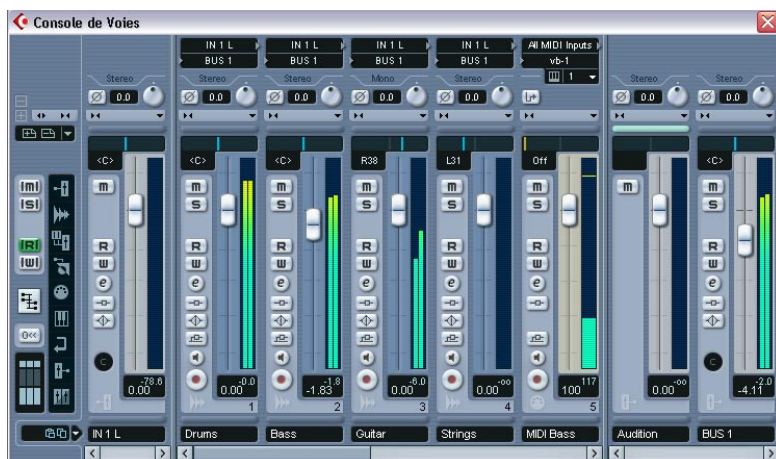 Console de Voies
IN 1 L IN 1 L IN 1 L IN 1 L All MIDI Inputs
BUS 1 BUS 1 BUS 1 BUS 1 vb-1
1
Stereo Stereo Stereo Mono Stereo Stereo Stereo
0.0 0.0 0.0 0.0 0.0 0.0 0.0
<C> <C> <C> R38 L31 Off <C>
m m m m m m m m
S S S S S S
R R R R R R R
W W W W W W W
e e e e e e e
C C
-78.6 -0.0 -1.8 -6.0 -oo 117 -oo -2.0
0.00 0.00 -1.83 0.00 0.00 100 0.00 -4.11
1 2 3 4 5
IN 1 L Drums Bass Guitar Strings MIDI Bass Audition BUS 1